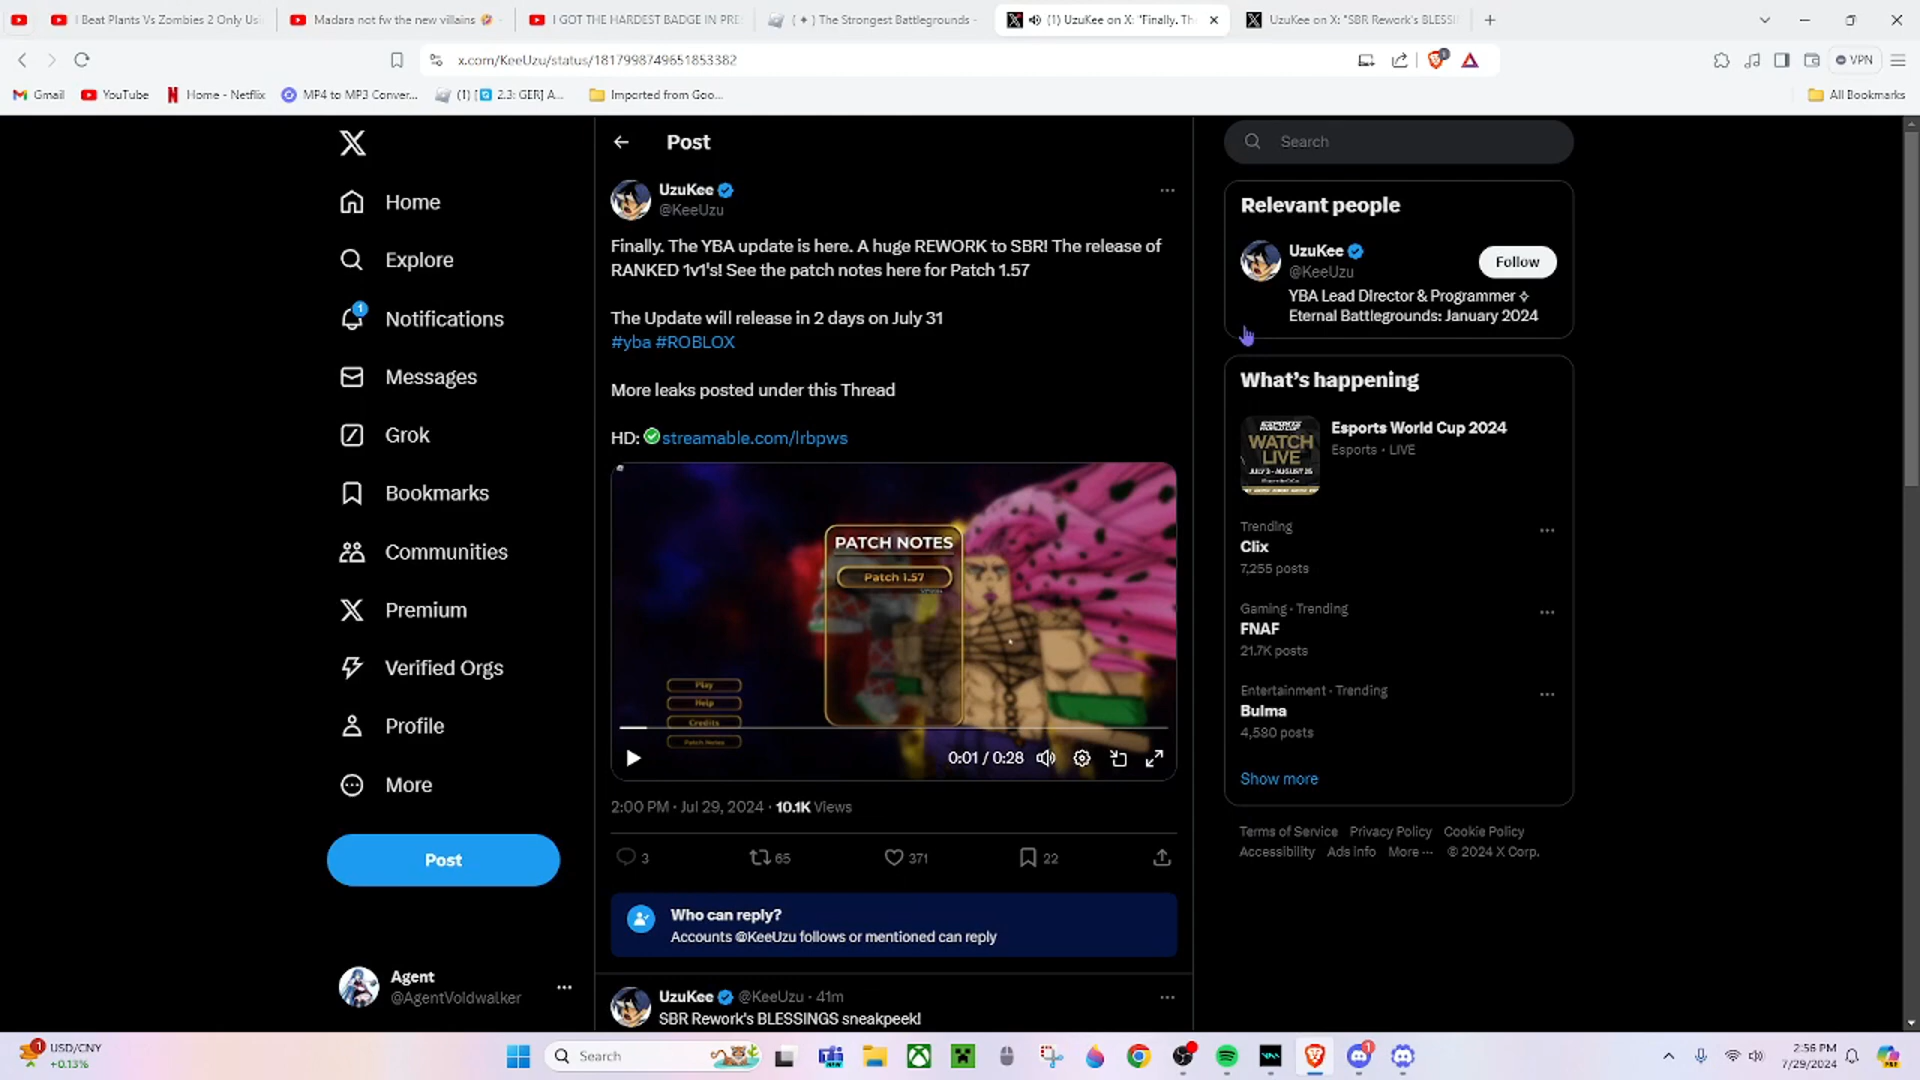 I Beat Plants Vs Zombies 2 Only Usi
Madara not fw the new villains
I GOT THE HARDEST BADGE IN PRE
( ✦ ) The Strongest Battlegrounds -
(1) UzuKee on X: "Finally. Th
UzuKee on X: "SBR Rework's BLESSI
x.com/KeeUzu/status/1817998749651853382
VPN
Gmail
YouTube
Home - Netflix
MP4 to MP3 Conver...
(1) [ 2.3: GER] A...
Imported from Goo...
All Bookmarks
Home
Explore
1
Notifications
Messages
Grok
Bookmarks
Communities
Premium
Verified Orgs
Profile
More
Post
Agent
@AgentVoldwalker
Post
UzuKee
@KeeUzu
Finally. The YBA update is here. A huge REWORK to SBR! The release of
RANKED 1v1's! See the patch notes here for Patch 1.57
The Update will release in 2 days on July 31
#yba #ROBLOX
More leaks posted under this Thread
HD: ✅streamable.com/lrbpws
PATCH NOTES
Patch 1.57
Play
Help
Credits
Patch Notes
0:01 / 0:28
2:00 PM · Jul 29, 2024 · 10.1K Views
3
65
371
22
Who can reply?
Accounts @KeeUzu follows or mentioned can reply
UzuKee @KeeUzu · 41m
SBR Rework's BLESSINGS sneakpeek!
Search
Relevant people
UzuKee
@KeeUzu
Follow
YBA Lead Director & Programmer ✧
Eternal Battlegrounds: January 2024
What's happening
WATCH
LIVE
Esports World Cup 2024
Esports · LIVE
Trending
Clix
7,255 posts
Gaming · Trending
FNAF
21.7K posts
Entertainment · Trending
Bulma
4,580 posts
Show more
Terms of Service Privacy Policy Cookie Policy
Accessibility Ads info More ··· © 2024 X Corp.
1
USD/CNY
+0.13%
Search
1
2:56 PM
7/29/2024